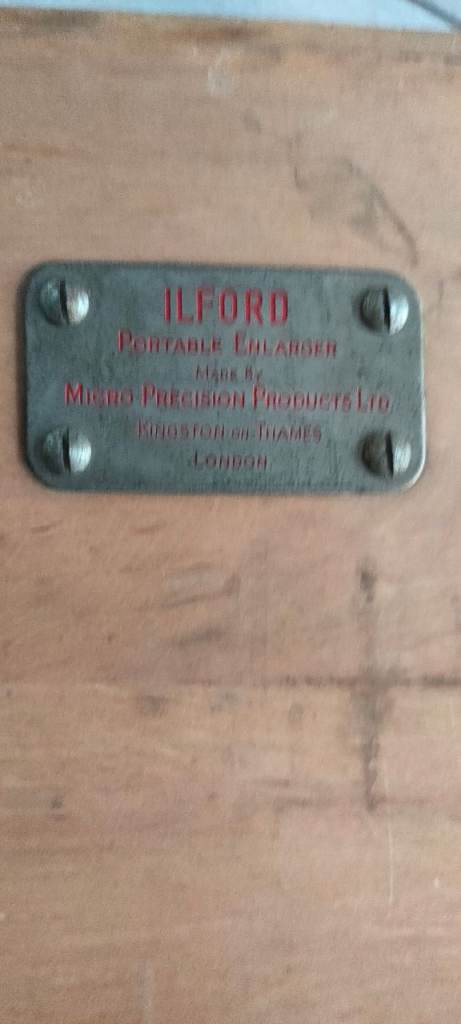 ILFORD
PORTABLE ENLARGER
MADE BY
MICRO PRECISION PRODUCTS LTD.
KINGSTON ON THAMES
LONDON